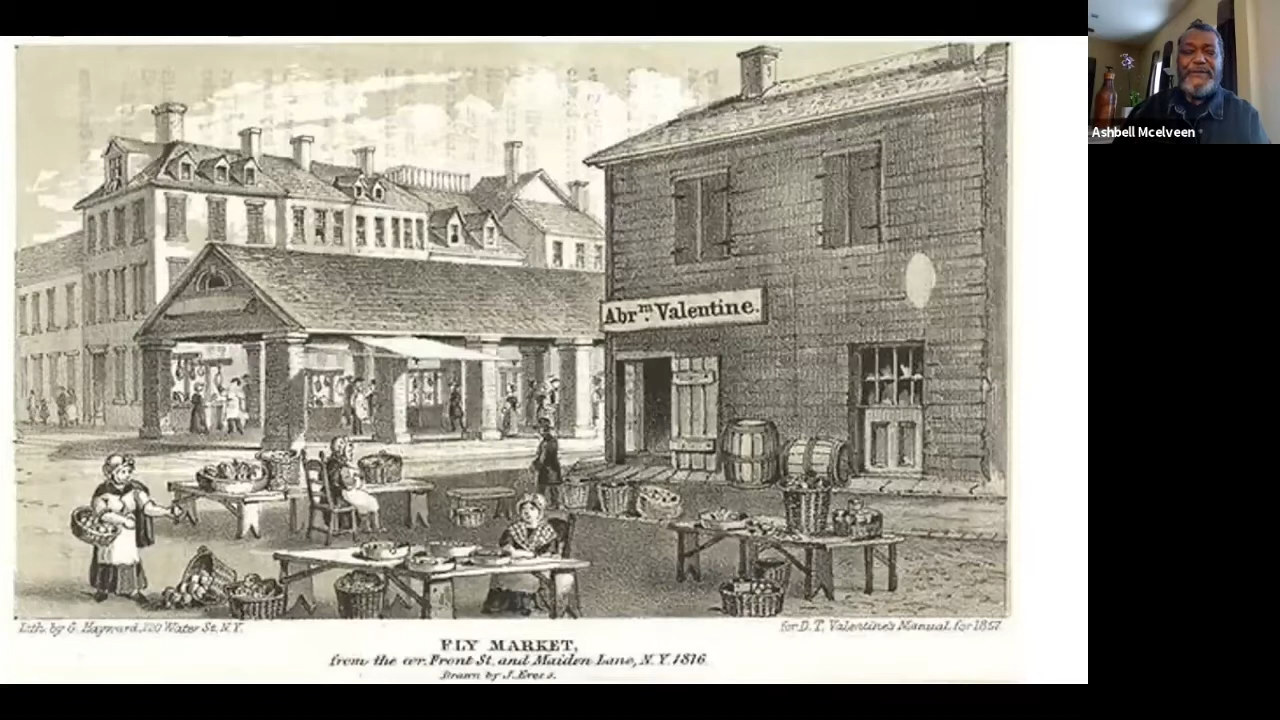 Ashbell Mcelveen
Abrm. Valentine.
Lith. by G. Hayward, 120 Water St. N.Y.
for D. T. Valentine's Manual for 1857
FLY MARKET,
from the cor. Front St. and Maiden Lane, N.Y. 1816
Drawn by J. Evers.